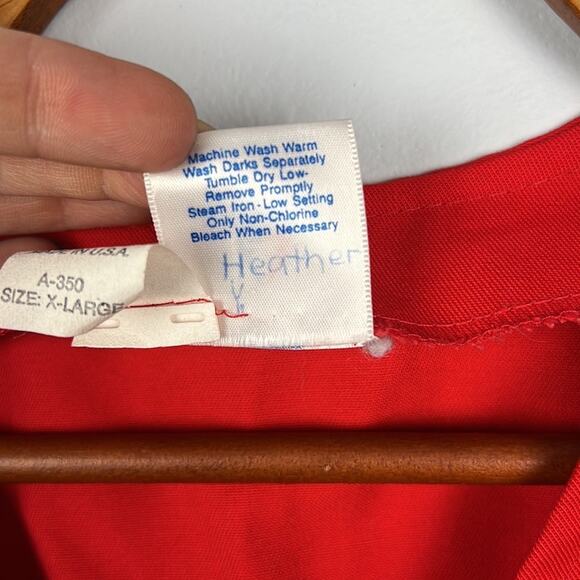 Machine Wash Warm
Wash Darks Separately
Tumble Dry Low-
Remove Promptly
Steam Iron - Low Setting
Only Non-Chlorine
Bleach When Necessary
Heather
Y.
U.S.A.
A-350
SIZE: X-LARGE